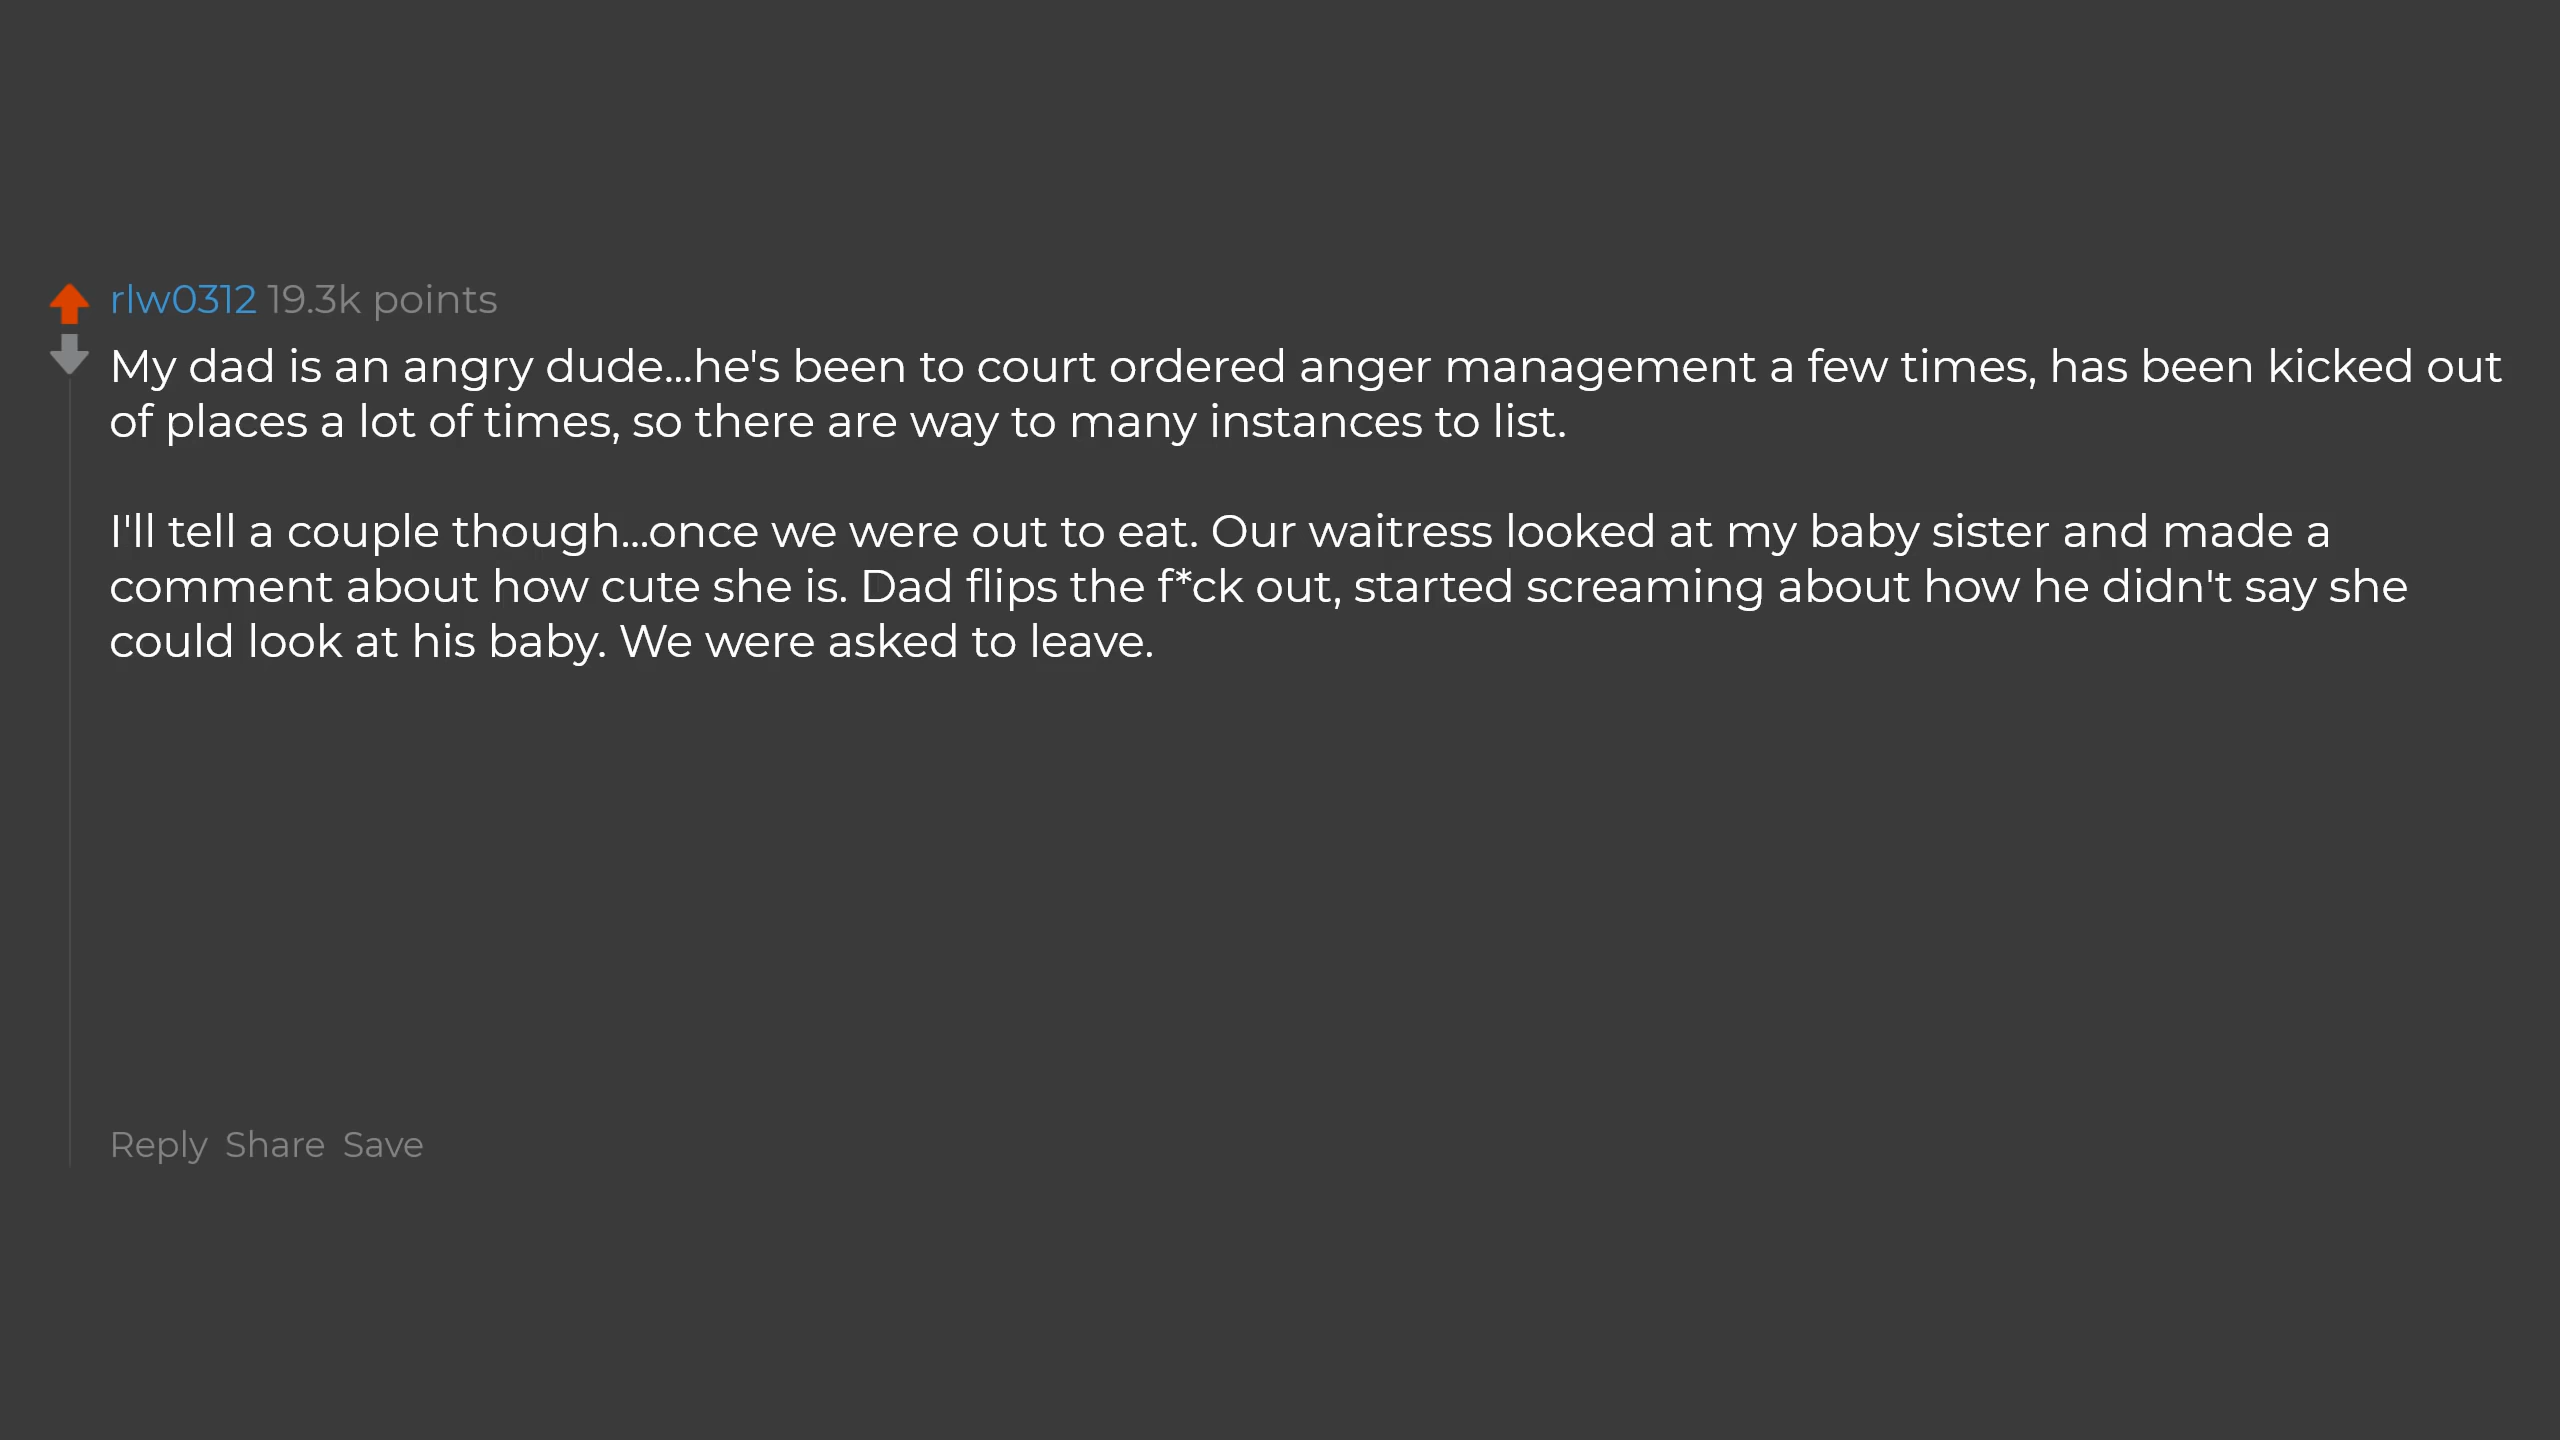 rlw0312 19.3k points
My dad is an angry dude...he's been to court ordered anger management a few times, has been kicked out
of places a lot of times, so there are way to many instances to list.
I'll tell a couple though...once we were out to eat. Our waitress looked at my baby sister and made a
comment about how cute she is. Dad flips the f*ck out, started screaming about how he didn't say she
could look at his baby. We were asked to leave.
Reply Share Save